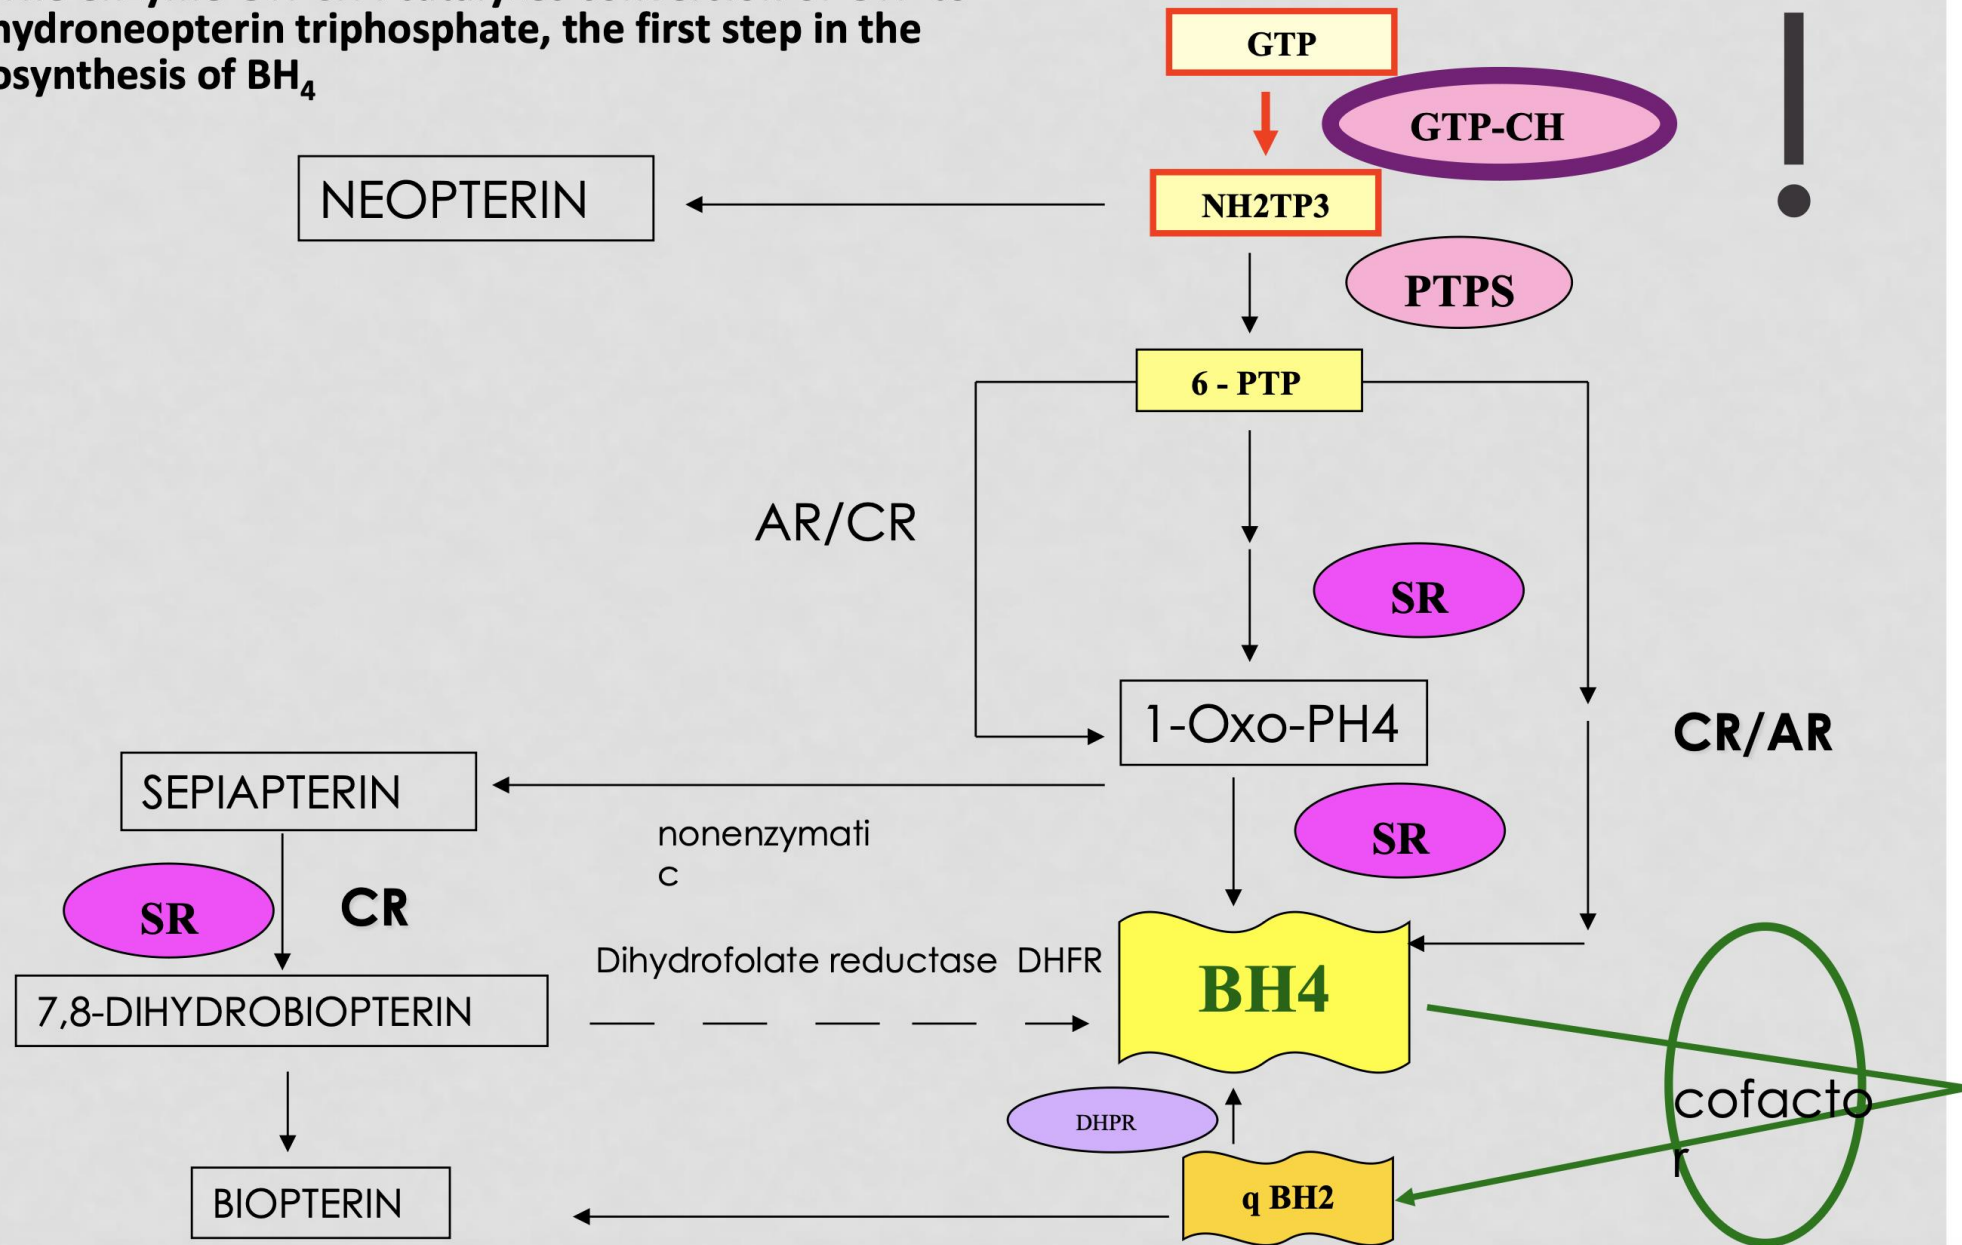 hydroneopterin triphosphate, the first step in the
osynthesis of BH4
GTP
GTP-CH
!
NEOPTERIN
NH2TP3
PTPS
6 - PTP
AR/CR
SR
1-Oxo-PH4
CR/AR
SEPIAPTERIN
nonenzymati
c
SR
SR
CR
Dihydrofolate reductase DHFR
BH4
7,8-DIHYDROBIOPTERIN
cofacto
r
DHPR
BIOPTERIN
q BH2